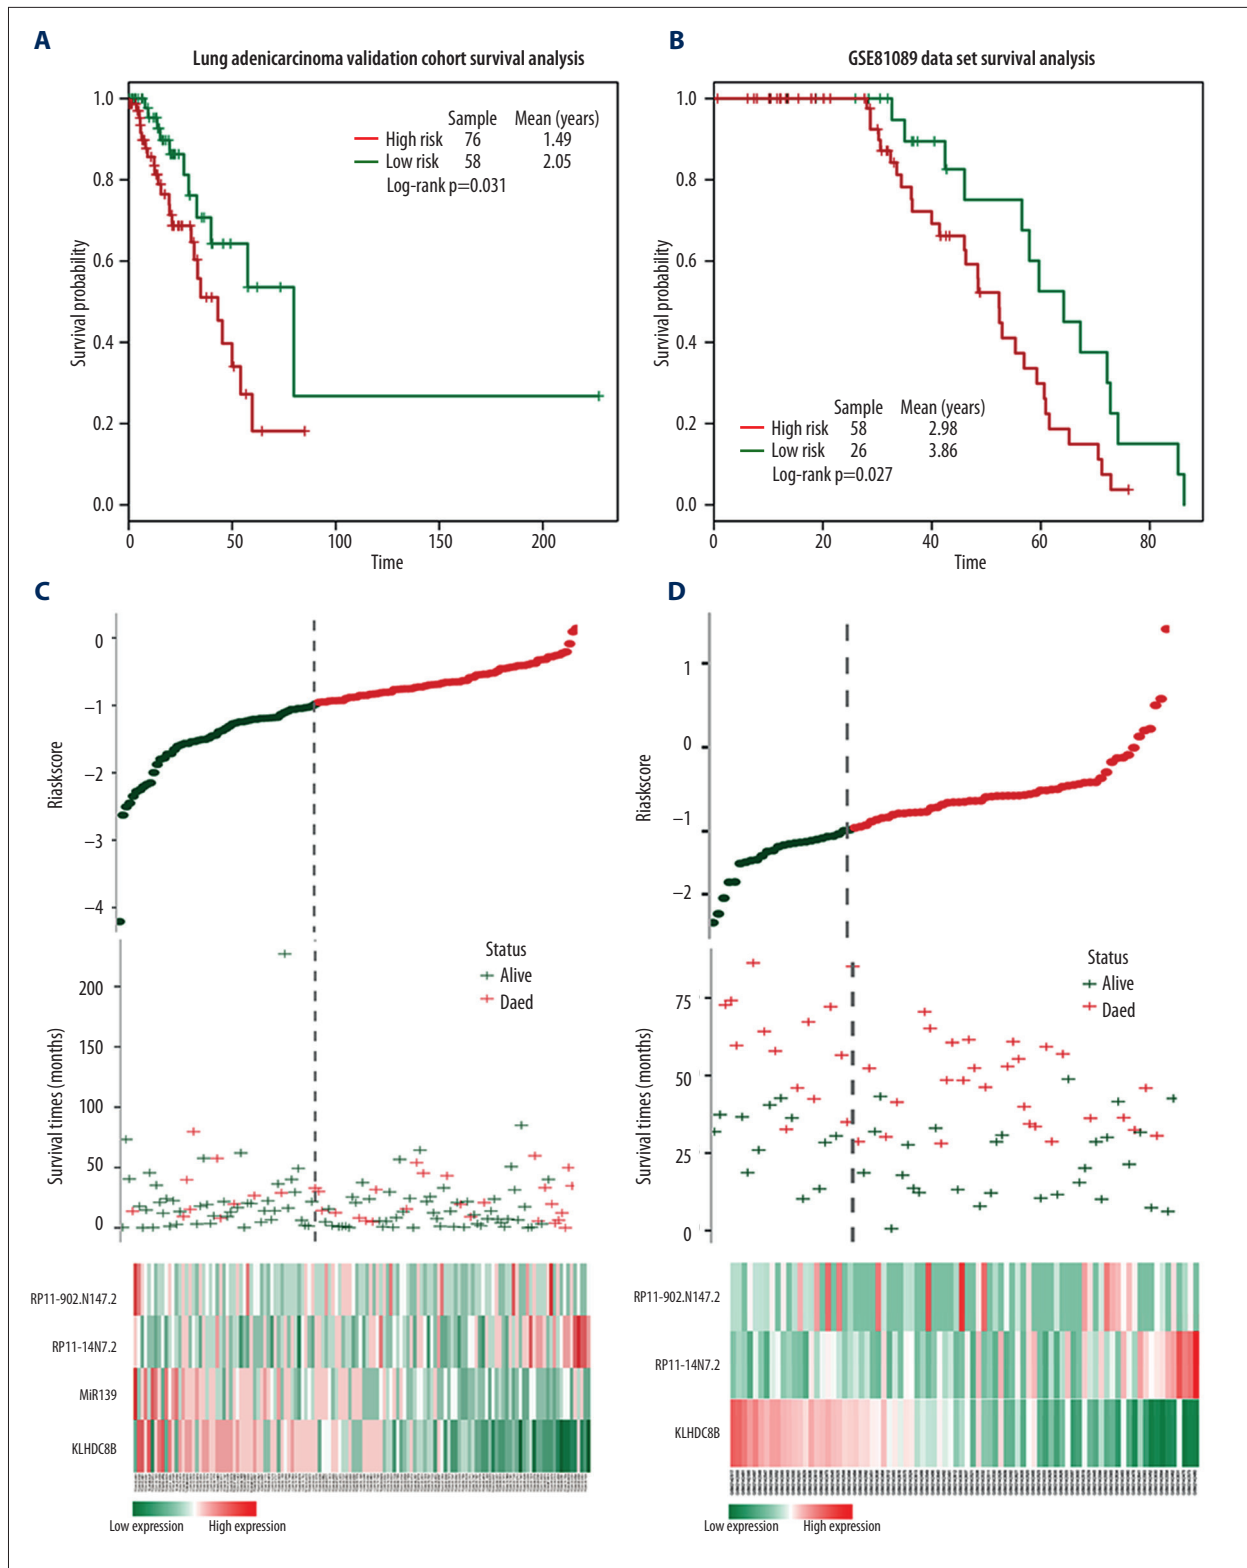 A
Lung adenicarcinoma validation cohort survival analysis
Survival probability
1.0
0.8
0.6
0.4
0.2
0.0
Sample Mean (years)
High risk 76 1.49
Low risk 58 2.05
Log-rank p=0.031
0 50 100 150 200
Time
B
GSE81089 data set survival analysis
Survival probability
1.0
0.8
0.6
0.4
0.2
0.0
Sample Mean (years)
High risk 58 2.98
Low risk 26 3.86
Log-rank p=0.027
0 20 40 60 80
Time
C
Riaskscore
0
−1
−2
−3
−4
Survival times (months)
200
150
100
50
0
Status
Alive
Daed
RP11-902.N147.2
RP11-14N7.2
MiR139
KLHDC8B
Low expression High expression
D
Riaskscore
1
0
−1
−2
Survival times (months)
75
50
25
0
Status
Alive
Daed
RP11-902.N147.2
RP11-14N7.2
KLHDC8B
Low expression High expression